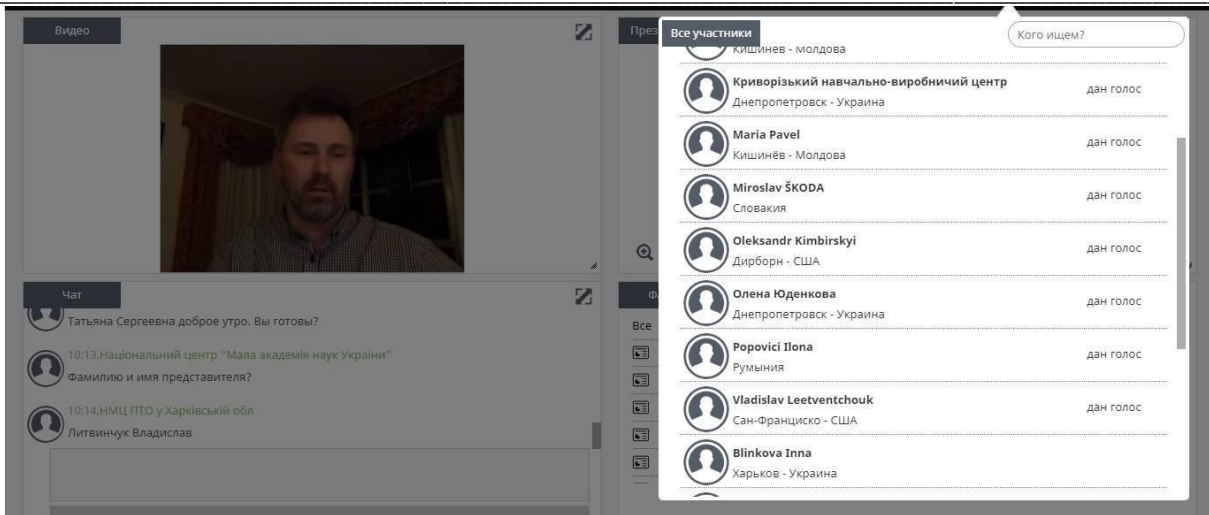 Видео
През
Все участники
Кого ищем?
Кишинёв - Молдова
Криворізький навчально-виробничий центр
дан голос
Днепропетровск - Украина
Maria Pavel
дан голос
Кишинёв - Молдова
Miroslav ŠKODA
дан голос
Словакия
Oleksandr Kimbirskyi
дан голос
Дирборн - США
Олена Юденкова
дан голос
Днепропетровск - Украина
Popovici Ilona
дан голос
Румыния
Vladislav Leetventchouk
дан голос
Сан-Франциско - США
Blinkova Inna
Харьков - Украина
Чат
Татьяна Сергеевна доброе утро. Вы готовы?
10:13,Національний центр "Мала академія наук України"
Фамилию и имя представителя?
10:14,НМЦ ПТО у Харківській обл
Литвинчук Владислав
Ф
Все